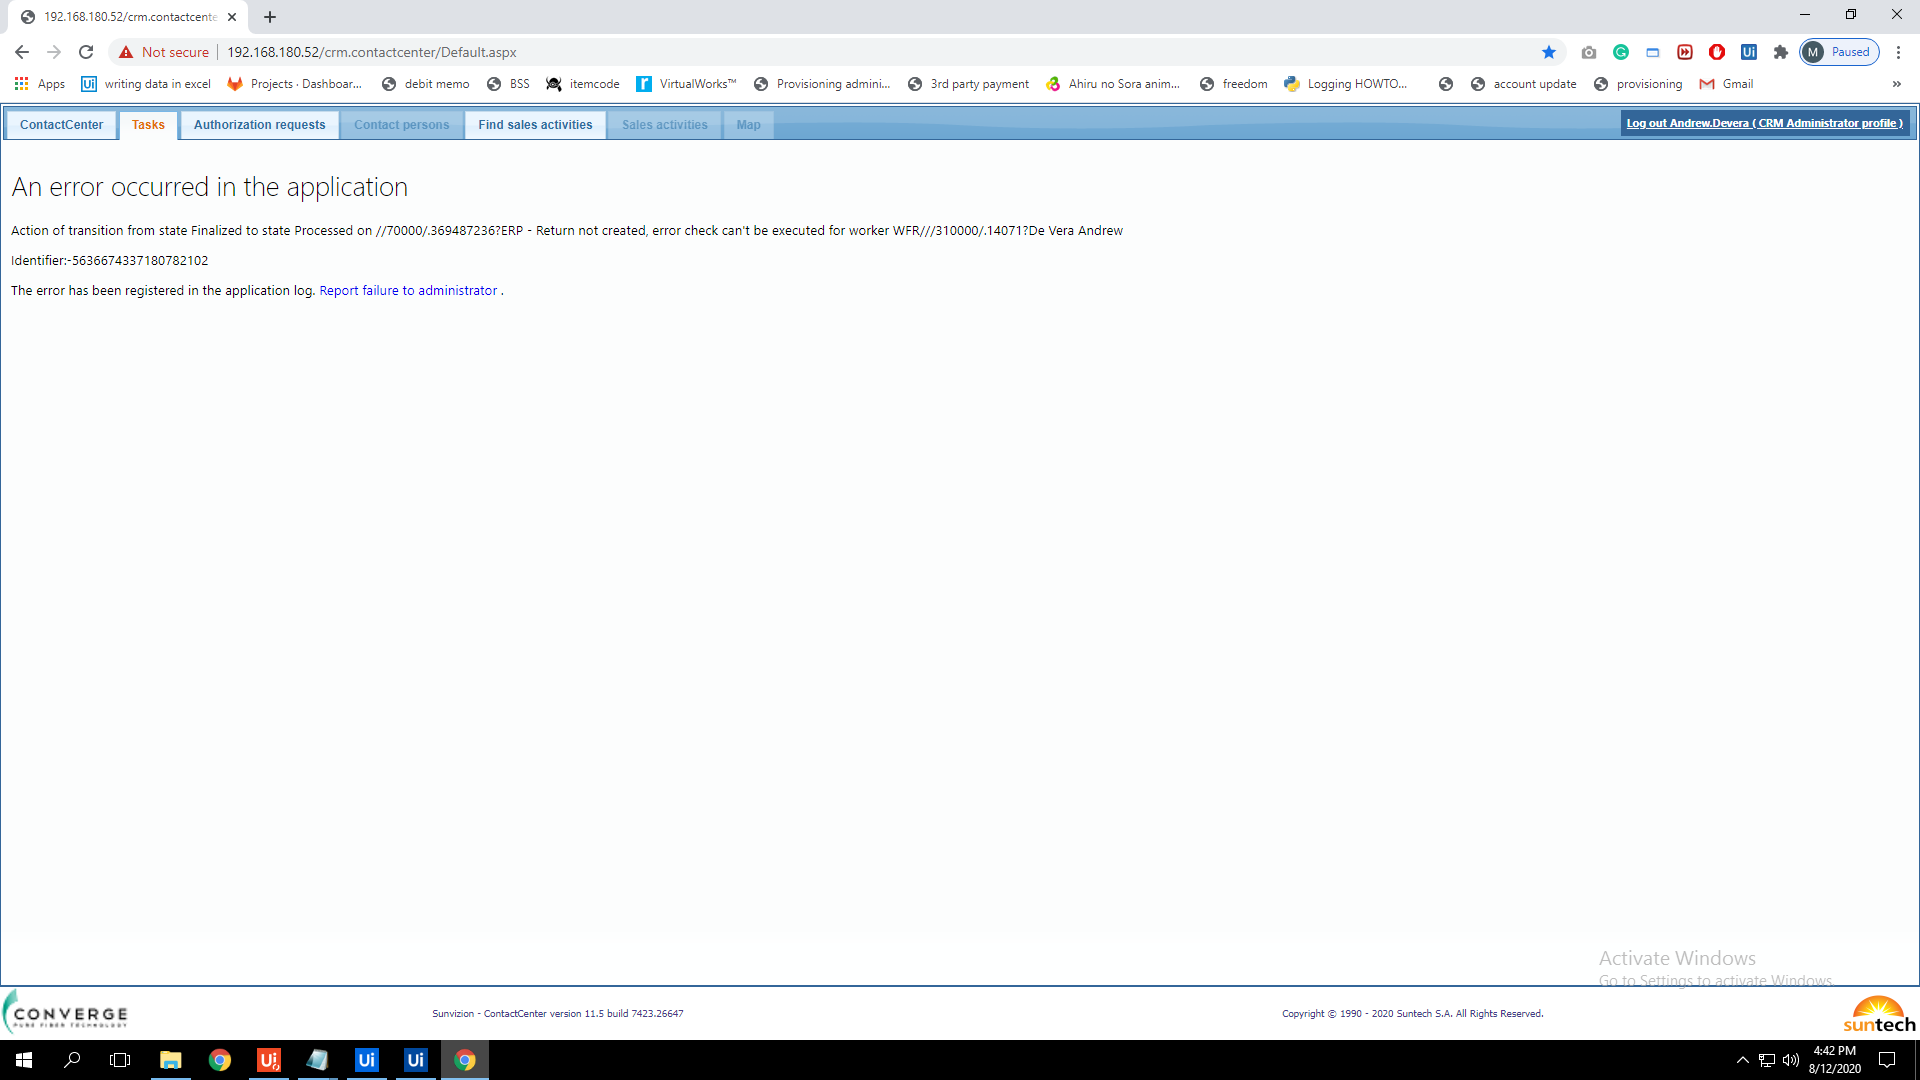 192.168.180.52/crm.contactcente
Not secure
192.168.180.52/crm.contactcenter/Default.aspx
M Paused
Apps
Ui writing data in excel
Projects · Dashboar...
debit memo
BSS
itemcode
VirtualWorks™
Provisioning admini...
3rd party payment
Ahiru no Sora anim...
freedom
Logging HOWTO...
account update
provisioning
Gmail
»
ContactCenter
Tasks
Authorization requests
Contact persons
Find sales activities
Sales activities
Map
Log out Andrew.Devera ( CRM Administrator profile )
An error occurred in the application
Action of transition from state Finalized to state Processed on //70000/.369487236?ERP - Return not created, error check can't be executed for worker WFR///310000/.14071?De Vera Andrew
Identifier:-5636674337180782102
The error has been registered in the application log. Report failure to administrator .
Activate Windows
Go to Settings to activate Windows.
CONVERGE
PURE FIBER TECHNOLOGY
Sunvizion - ContactCenter version 11.5 build 7423.26647
Copyright © 1990 - 2020 Suntech S.A. All Rights Reserved.
suntech
Ui
Ui
Ui
4:42 PM
8/12/2020